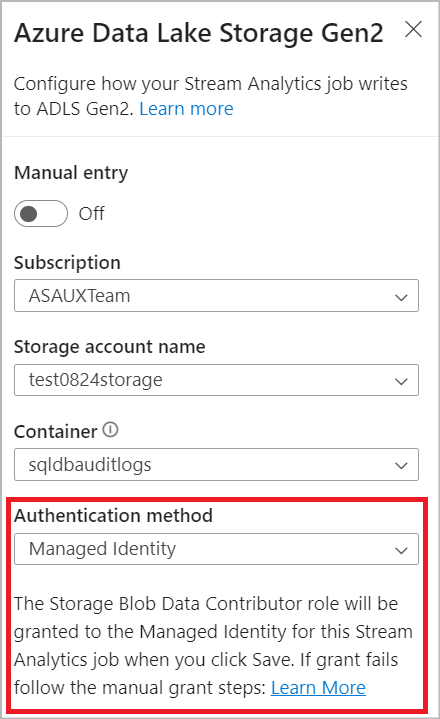 Azure Data Lake Storage Gen2
Configure how your Stream Analytics job writes
to ADLS Gen2. Learn more
Manual entry
Off
Subscription
ASAUXTeam
Storage account name
test0824storage
Container
sqldbauditlogs
Authentication method
Managed Identity
The Storage Blob Data Contributor role will be
granted to the Managed Identity for this Stream
Analytics job when you click Save. If grant fails
follow the manual grant steps: Learn More